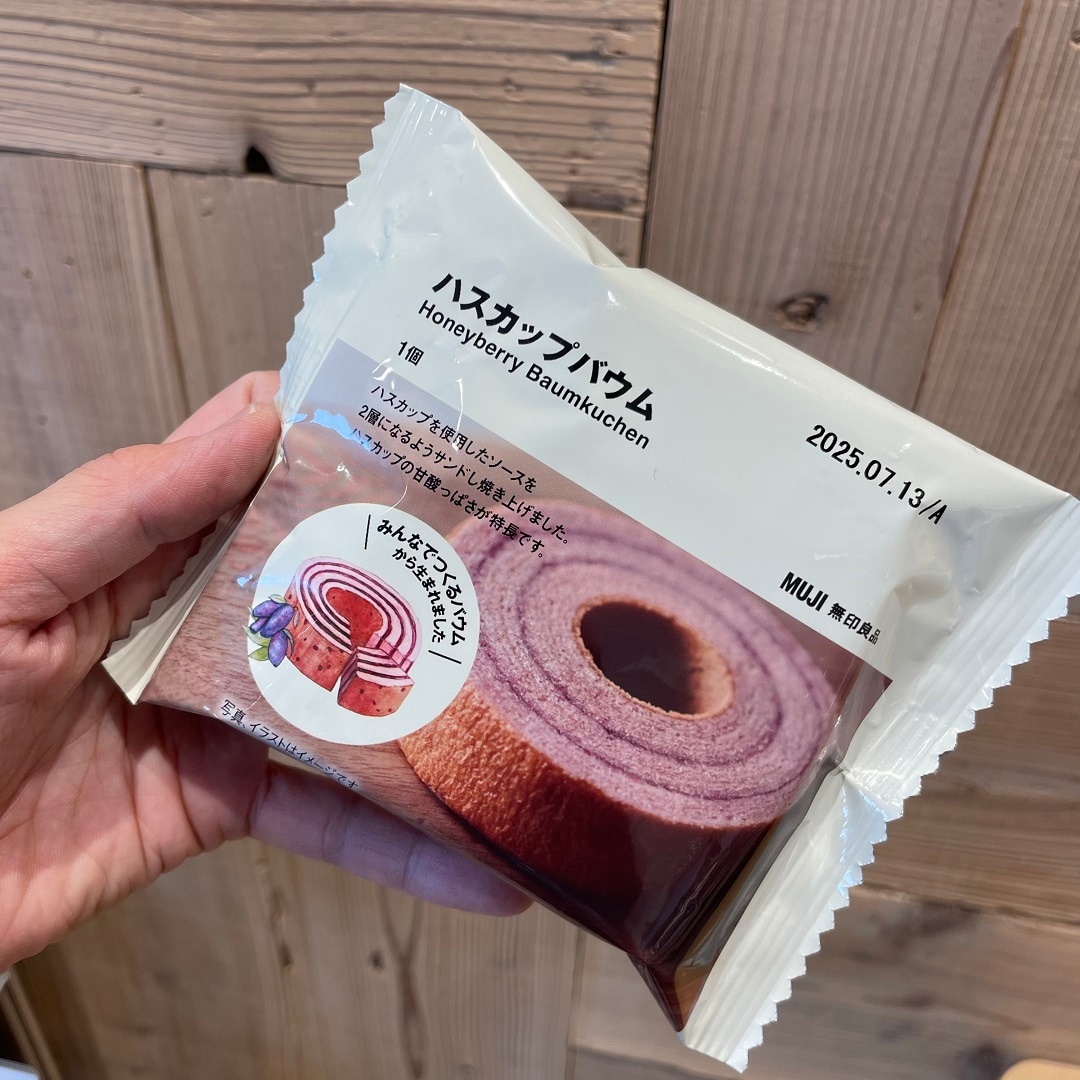 ハスカップバウム
Honeyberry Baumkuchen
1個
ハスカップを使用したソースを
2層になるようサンドし焼き上げました。
ハスカップの甘酸っぱさが特長です。
2025.07.13/A
MUJI 無印良品
みんなでつくるバウム
から生まれました
写真、イラストはイメージです